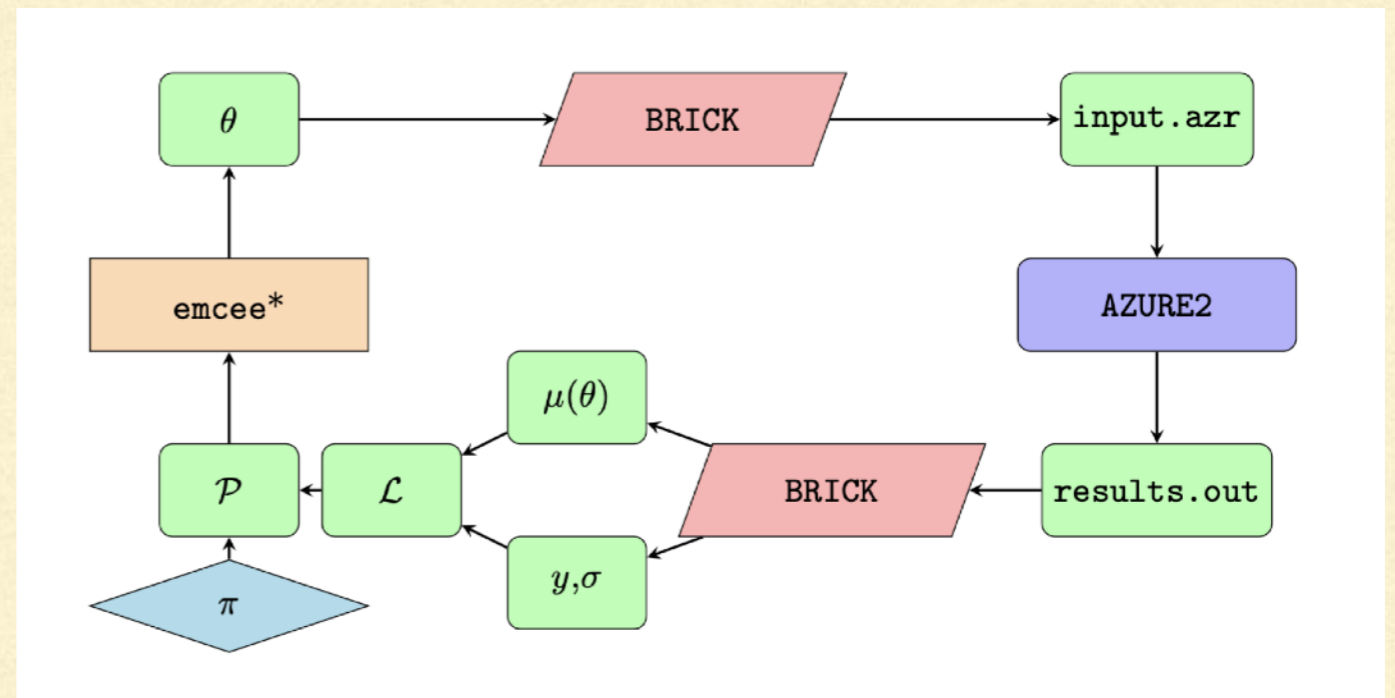 θ
BRICK
input.azr
emcee*
AZURE2
μ(θ)
𝒫
ℒ
BRICK
results.out
π
y,σ